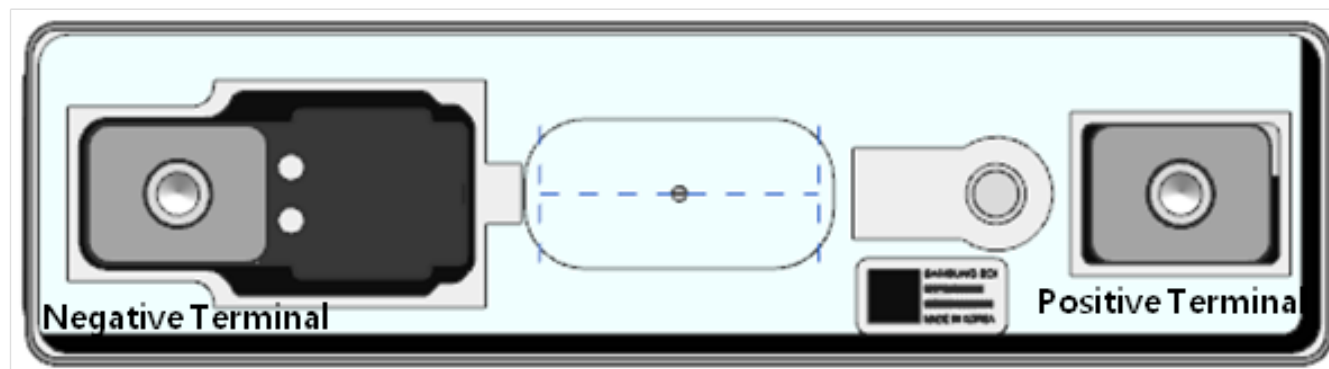 SAMSUNG SDI
MADE IN KOREA
Negative Terminal
Positive Terminal